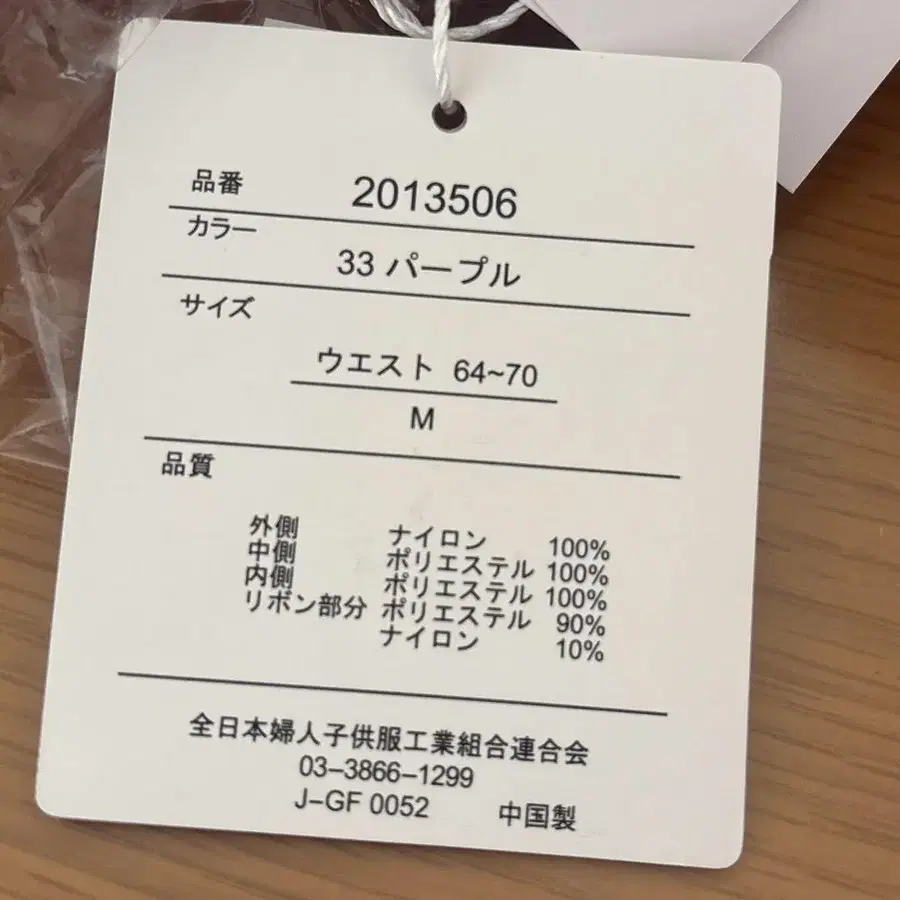 品番 2013506
カラー
33 パープル
サイズ
ウエスト 64~70
M
品質
外側 ナイロン 100%
中側 ポリエステル 100%
内側 ポリエステル 100%
リボン部分 ポリエステル 90%
ナイロン 10%
全日本婦人子供服工業組合連合会
03–3866–1299
J–GF 0052 中国製